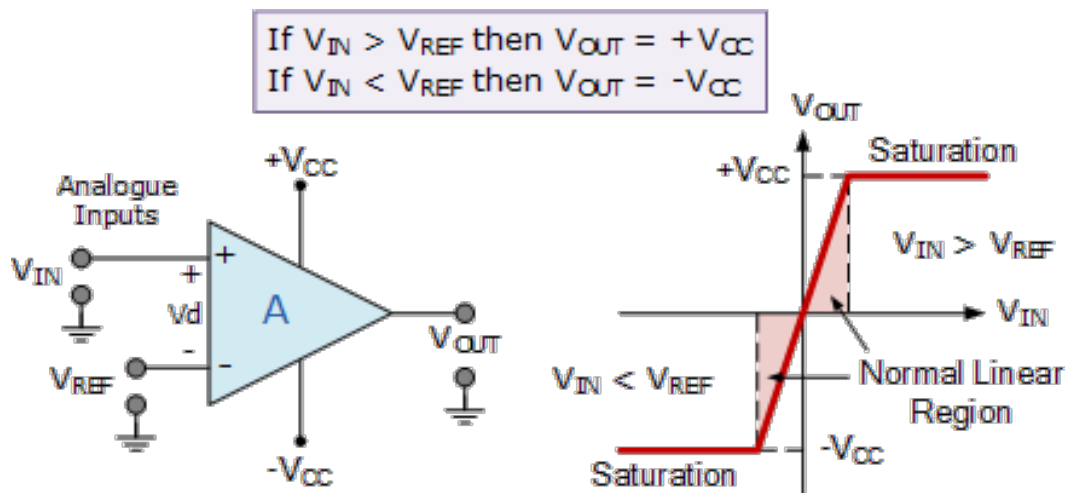 If VIN > VREF then VOUT = +VCC
If VIN < VREF then VOUT = -VCC
+VCC
Analogue
Inputs
VIN
+
+
Vd
A
-
-
VREF
VOUT
-VCC
VOUT
Saturation
+VCC
VIN > VREF
VIN
VIN < VREF
Normal Linear
Region
-VCC
Saturation